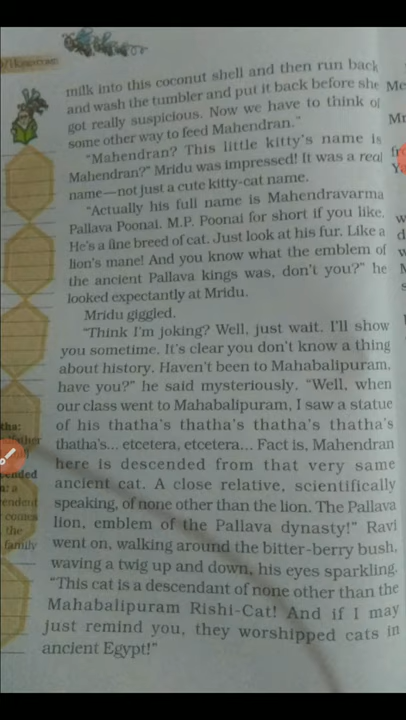 milk into this coconut shell and then run back
and wash the tumbler and put it back before she
got really suspicious. Now we have to think of
some other way to feed Mahendran."
"Mahendran? This little kitty's name is
Mahendran?" Mridu was impressed! It was a real
name—not just a cute kitty-cat name.
"Actually his full name is Mahendravarma
Pallava Poonai. M.P. Poonai for short if you like.
He's a fine breed of cat. Just look at his fur. Like a
lion's mane! And you know what the emblem of
the ancient Pallava kings was, don't you?" he
looked expectantly at Mridu.
Mridu giggled.
"Think I'm joking? Well, just wait. I'll show
you sometime. It's clear you don't know a thing
about history. Haven't been to Mahabalipuram,
have you?" he said mysteriously. "Well, when
our class went to Mahabalipuram, I saw a statue
of his thatha's thatha's thatha's thatha's
thatha's... etcetera, etcetera... Fact is, Mahendran
here is descended from that very same
ancient cat. A close relative, scientifically
speaking, of none other than the lion. The Pallava
lion, emblem of the Pallava dynasty!" Ravi
went on, walking around the bitter-berry bush,
waving a twig up and down, his eyes sparkling.
"This cat is a descendant of none other than the
Mahabalipuram Rishi-Cat! And if I may
just remind you, they worshipped cats in
ancient Egypt!"
tha:
ended
a: a
endent
comes
the
family